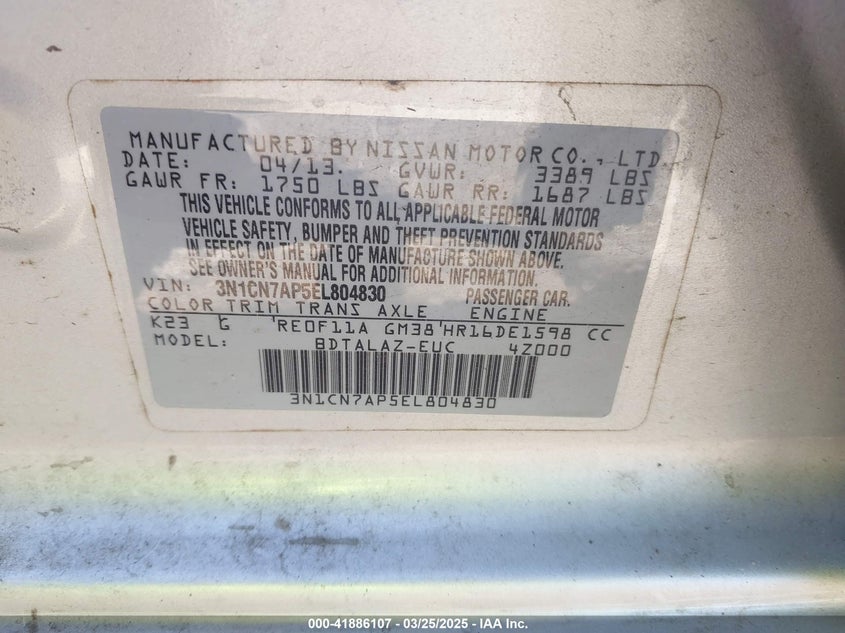 MANUFACTURED BY NISSAN MOTOR CO., LTD.
DATE: 04/13. GVWR: 3389 LBS
GAWR FR: 1750 LBS GAWR RR: 1687 LBS
THIS VEHICLE CONFORMS TO ALL APPLICABLE FEDERAL MOTOR
VEHICLE SAFETY, BUMPER AND THEFT PREVENTION STANDARDS
IN EFFECT ON THE DATE OF MANUFACTURE SHOWN ABOVE.
SEE OWNER'S MANUAL FOR ADDITIONAL INFORMATION.
VIN: 3N1CN7AP5EL804830 PASSENGER CAR.
COLOR TRIM TRANS AXLE ENGINE
K23 G RE0F11A GM38 HR16DE1598 CC
MODEL: BDTALAZ-EUC 4Z000
3N1CN7AP5EL804830
000-41886107 - 03/25/2025 - IAA Inc.